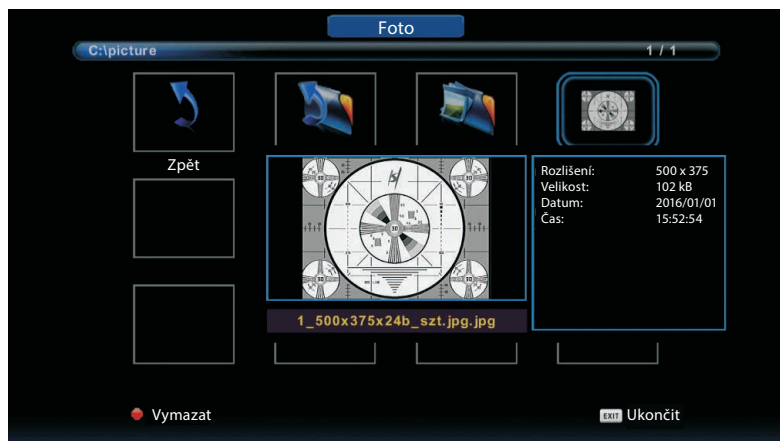 Foto
C:\picture 1 / 1
Zpět
Rozlišení: 500 x 375
Velikost: 102 kB
Datum: 2016/01/01
Čas: 15:52:54
1_500x375x24b_szt.jpg.jpg
Vymazat
EXIT Ukončit